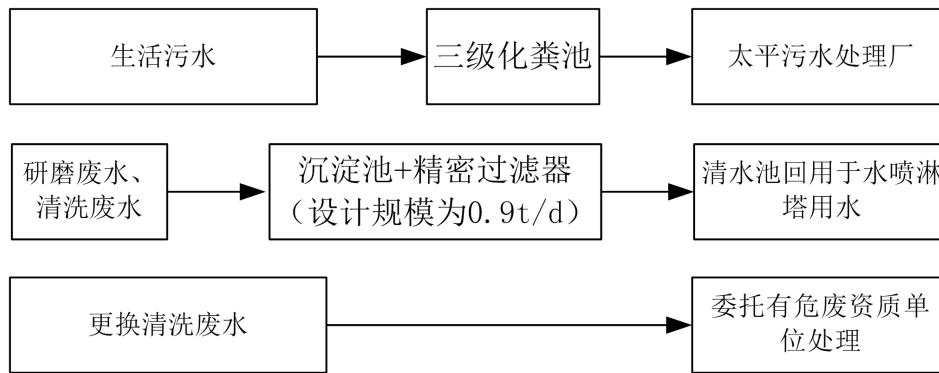 生活污水
三级化粪池
太平污水处理厂
研磨废水、
清洗废水
沉淀池+精密过滤器
（设计规模为0.9t/d）
清水池回用于水喷淋
塔用水
更换清洗废水
委托有危废资质单
位处理